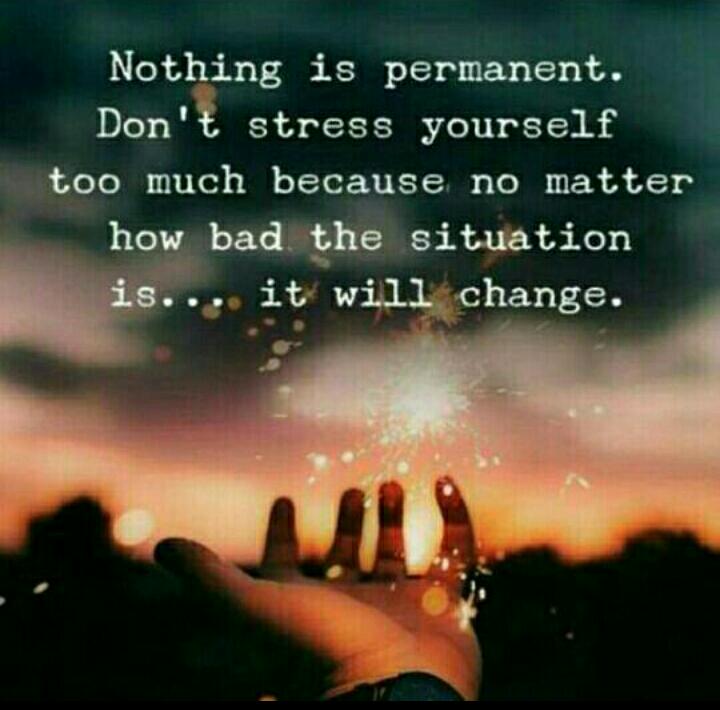 Nothing is permanent.
Don't stress yourself
too much because no matter
how bad the situation
is... it will change.